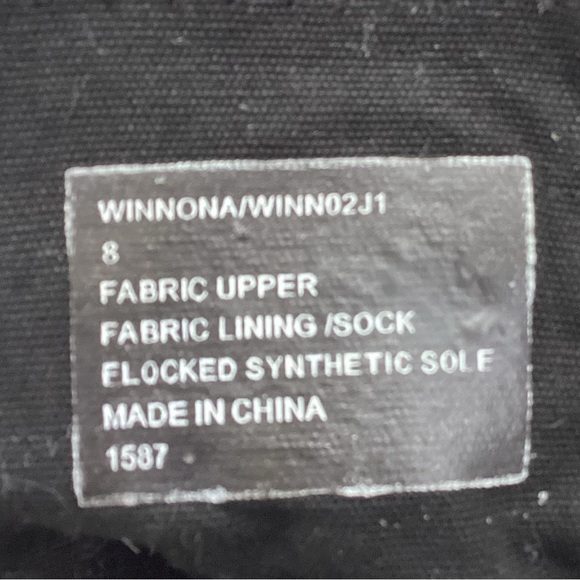 WINNONA/WINN02J1
8
FABRIC UPPER
FABRIC LINING /SOCK
FLOCKED SYNTHETIC SOLE
MADE IN CHINA
1587